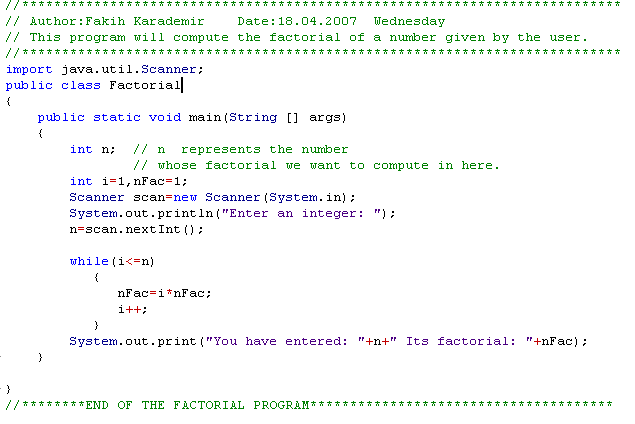 //***************************************************************************
// Author:Fakih Karademir    Date:18.04.2007  Wednesday
// This program will compute the factorial of a number given by the user.
//***************************************************************************
import java.util.Scanner;
public class Factorial
{
    public static void main(String [] args)
    {
        int n;  // n  represents the number
                // whose factorial we want to compute in here.
        int i=1,nFac=1;
        Scanner scan=new Scanner(System.in);
        System.out.println("Enter an integer: ");
        n=scan.nextInt();

        while(i<=n)
           {
              nFac=i*nFac;
              i++;
           }
        System.out.print("You have entered: "+n+" Its factorial: "+nFac);
    }

}
//********END OF THE FACTORIAL PROGRAM**************************************